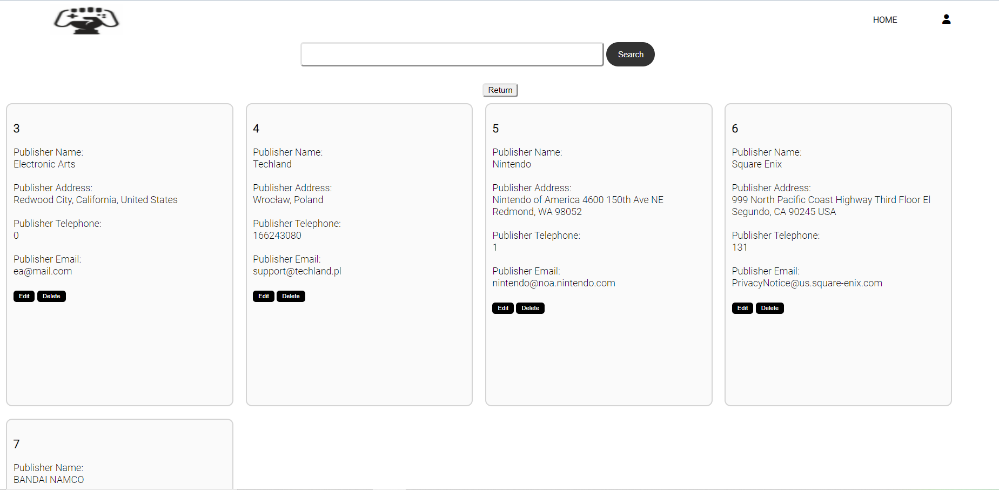 HOME
Search
Return
3
Publisher Name:
Electronic Arts
Publisher Address:
Redwood City, California, United States
Publisher Telephone:
0
Publisher Email:
ea@mail.com
Edit Delete
4
Publisher Name:
Techland
Publisher Address:
Wrocław, Poland
Publisher Telephone:
166243080
Publisher Email:
support@techland.pl
Edit Delete
5
Publisher Name:
Nintendo
Publisher Address:
Nintendo of America 4600 150th Ave NE
Redmond, WA 98052
Publisher Telephone:
1
Publisher Email:
nintendo@noa.nintendo.com
Edit Delete
6
Publisher Name:
Square Enix
Publisher Address:
999 North Pacific Coast Highway Third Floor El
Segundo, CA 90245 USA
Publisher Telephone:
131
Publisher Email:
PrivacyNotice@us.square-enix.com
Edit Delete
7
Publisher Name:
BANDAI NAMCO